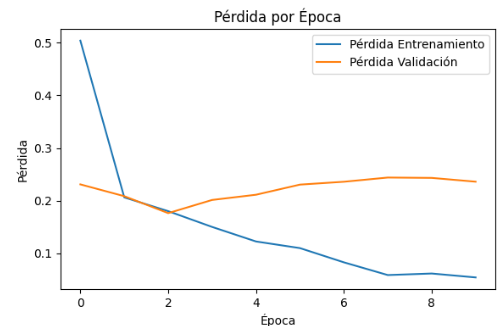 Pérdida por Época
Pérdida Entrenamiento
Pérdida Validación
Pérdida
0.5
0.4
0.3
0.2
0.1
0 2 4 6 8
Época